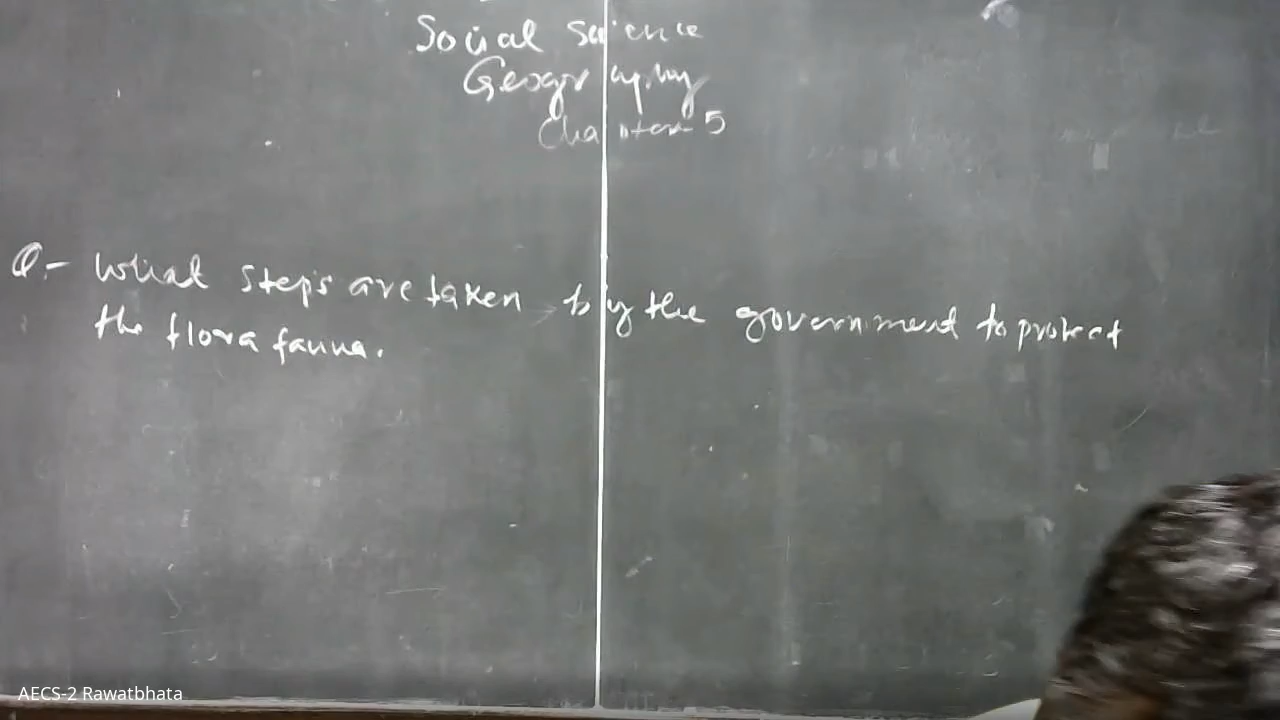 Social Science
Geography
Chapter 5
Q.- What steps are taken by the government to protect
the flora fauna.
AECS-2 Rawatbhata